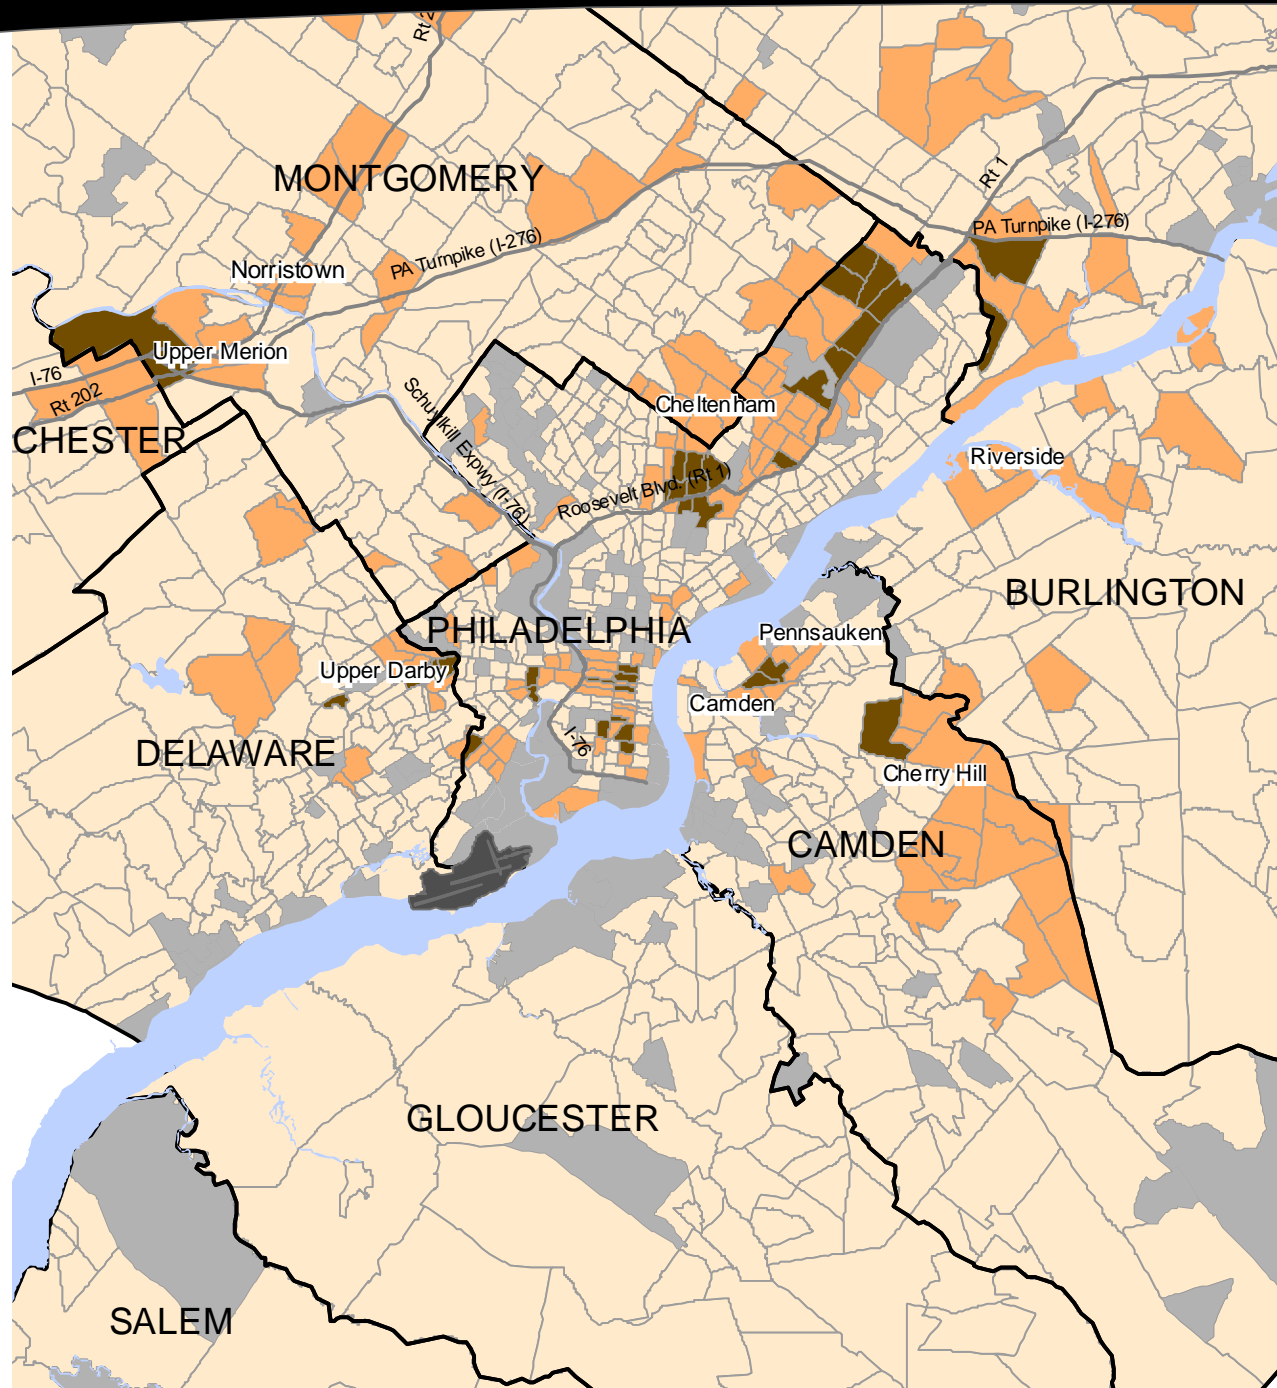 Rt 2
MONTGOMERY
Rt 1
PA Turnpike (I-276)
PA Turnpike (I-276)
Norristown
Upper Merion
I-76
Rt 202
CHESTER
Schuylkill Expwy (I-76)
Cheltenham
Roosevelt Blvd. (Rt 1)
Riverside
BURLINGTON
PHILADELPHIA
Pennsauken
Upper Darby
Camden
DELAWARE
I-76
Cherry Hill
CAMDEN
GLOUCESTER
SALEM